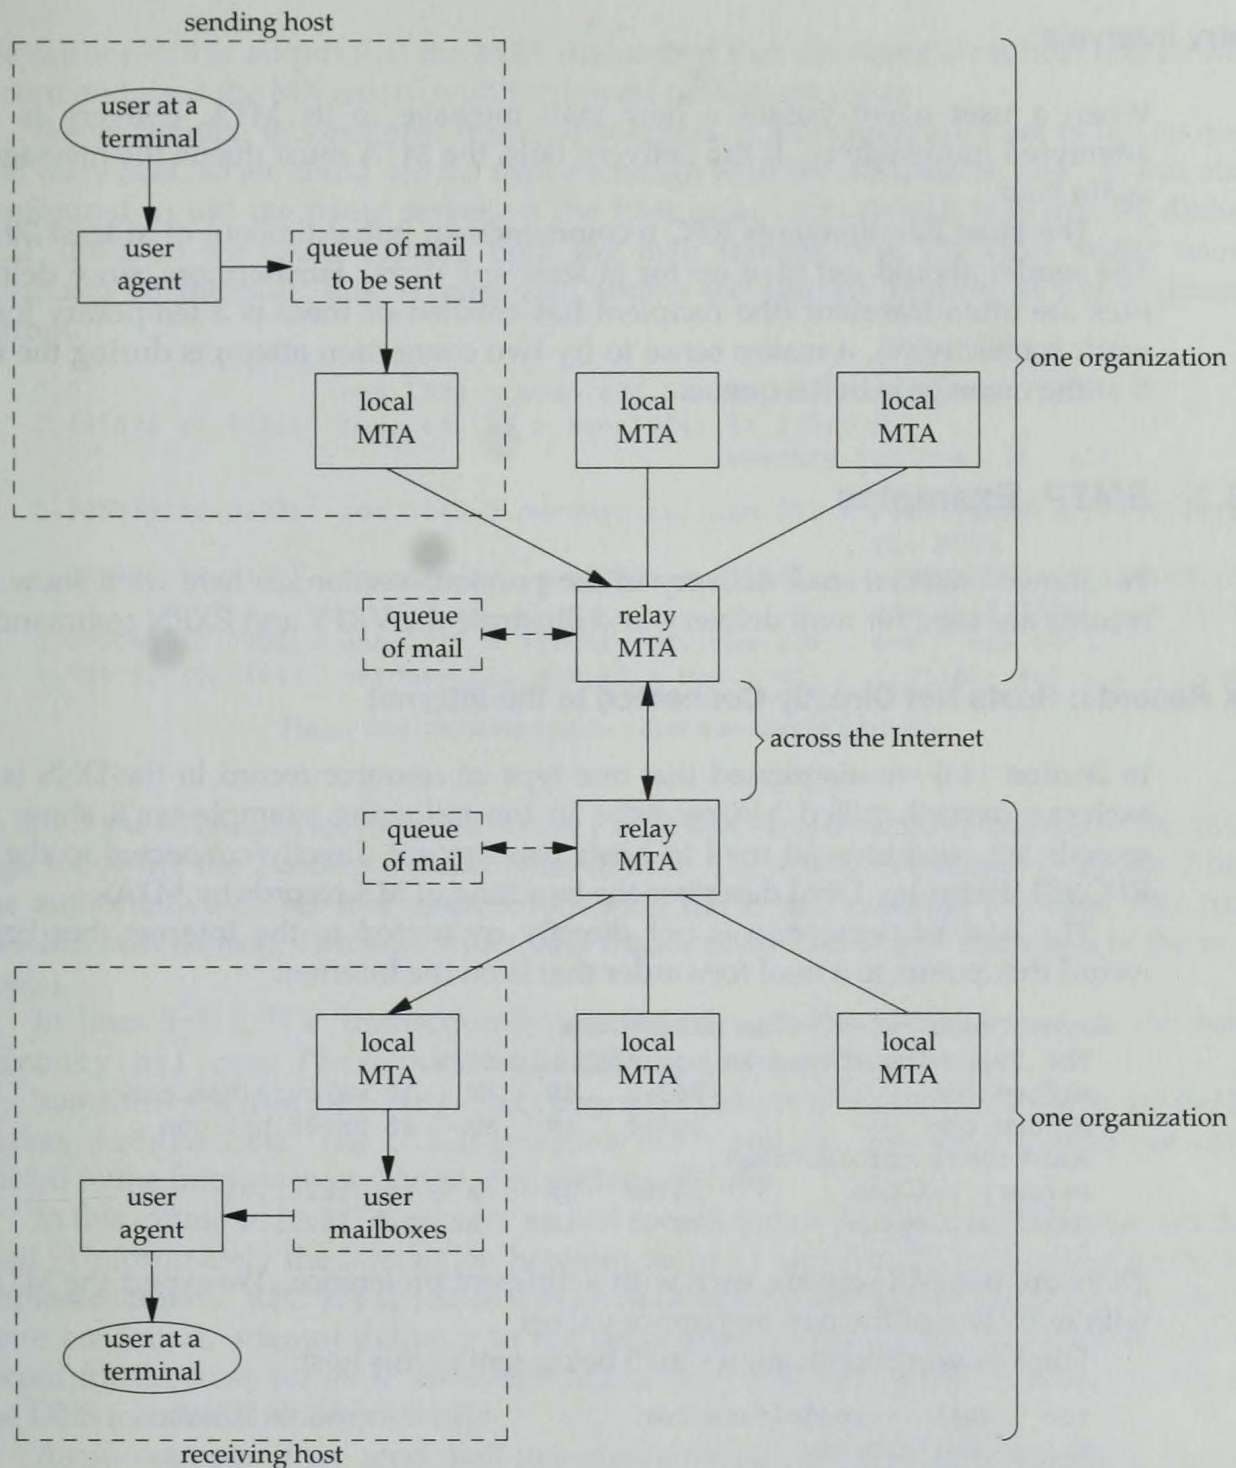 sending host
user at a
terminal
user
agent
queue of mail
to be sent
local
MTA
local
MTA
local
MTA
one organization
queue
of mail
relay
MTA
across the Internet
queue
of mail
relay
MTA
local
MTA
local
MTA
local
MTA
one organization
user
agent
user
mailboxes
user at a
terminal
receiving host